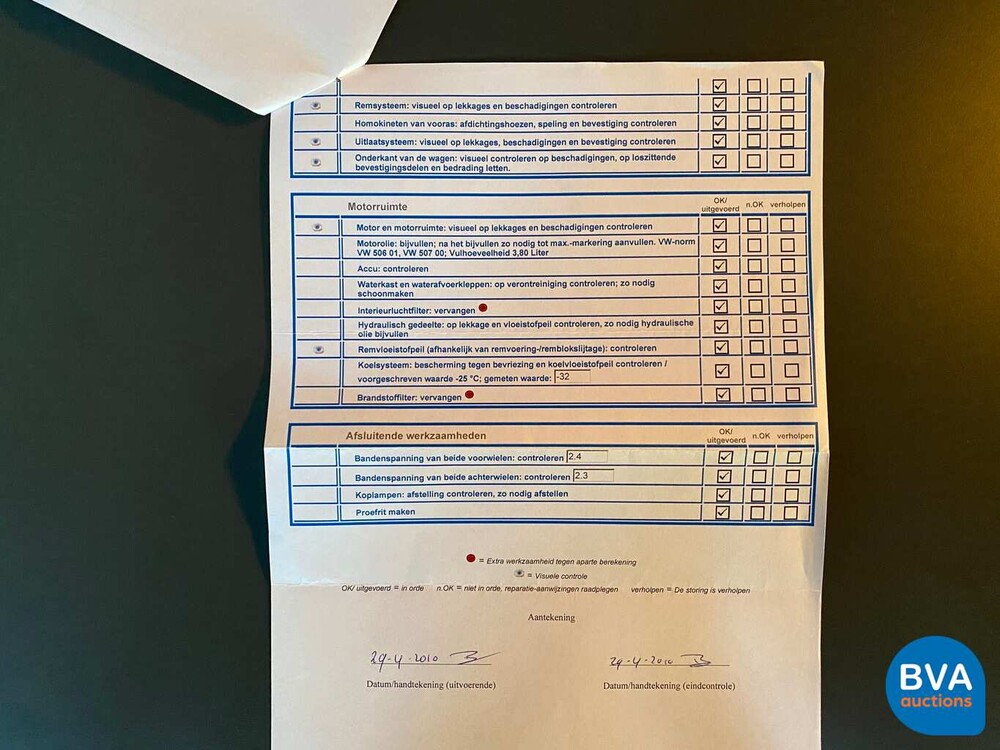 Remsysteem: visueel op lekkages en beschadigingen controleren
Homokineten van vooras: afdichtingshoezen, speling en bevestiging controleren
Uitlaatsysteem: visueel op lekkages, beschadigingen en bevestiging controleren
Onderkant van de wagen: visueel controleren op beschadigingen, op loszittende
bevestigingsdelen en bedrading letten.
Motorruimte
OK/
uitgevoerd n.OK verholpen
Motor en motorruimte: visueel op lekkages en beschadigingen controleren
Motorolie: bijvullen; na het bijvullen zo nodig tot max.-markering aanvullen. VW-norm
VW 506 01, VW 507 00; Vulhoeveelheid 3,80 Liter
Accu: controleren
Waterkast en waterafvoerkleppen: op verontreiniging controleren; zo nodig
schoonmaken
Interieurluchtfilter: vervangen
Hydraulisch gedeelte: op lekkage en vloeistofpeil controleren, zo nodig hydraulische
olie bijvullen
Remvloeistofpeil (afhankelijk van remvoering-/remblokslijtage): controleren
Koelsysteem: bescherming tegen bevriezing en koelvloeistofpeil controleren /
voorgeschreven waarde -25 °C; gemeten waarde: -32
Brandstoffilter: vervangen
Afsluitende werkzaamheden
OK/
uitgevoerd n.OK verholpen
Bandenspanning van beide voorwielen: controleren 2.4
Bandenspanning van beide achterwielen: controleren 2.3
Koplampen: afstelling controleren, zo nodig afstellen
Proefrit maken
= Extra werkzaamheid tegen aparte berekening
= Visuele controle
OK/ uitgevoerd = in orde n.OK = niet in orde, reparatie-aanwijzingen raadplegen verholpen = De storing is verholpen
Aantekening
29-4-2010 29-4-2010
Datum/handtekening (uitvoerende) Datum/handtekening (eindcontrole)
BVA
auctions